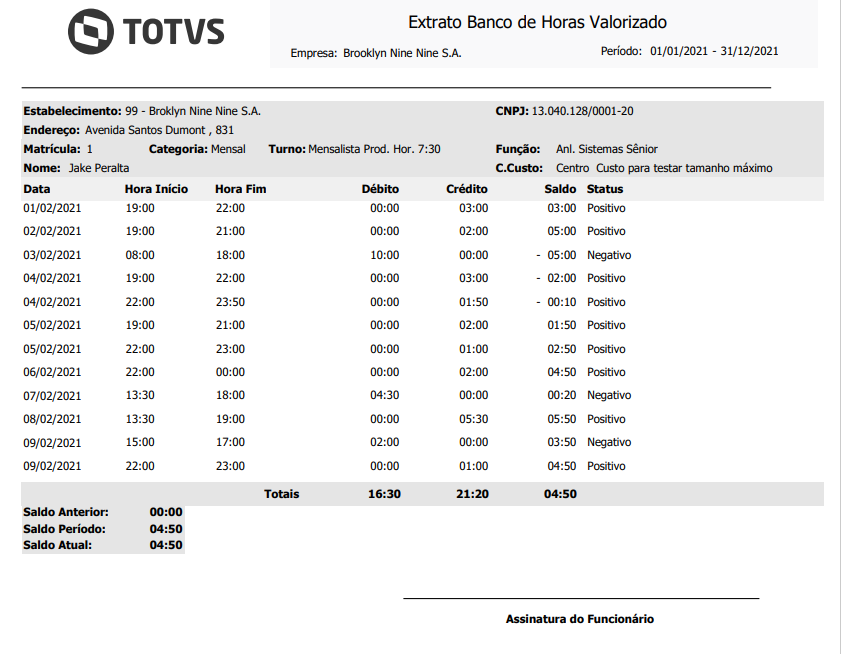 TOTVS
Extrato Banco de Horas Valorizado
Empresa: Brooklyn Nine Nine S.A. Período: 01/01/2021 - 31/12/2021
Estabelecimento: 99 - Broklyn Nine Nine S.A. CNPJ: 13.040.128/0001-20
Endereço: Avenida Santos Dumont , 831
Matrícula: 1 Categoria: Mensal Turno: Mensalista Prod. Hor. 7:30 Função: Anl. Sistemas Sênior
Nome: Jake Peralta C.Custo: Centro Custo para testar tamanho máximo
Data Hora Início Hora Fim Débito Crédito Saldo Status
01/02/2021 19:00 22:00 00:00 03:00 03:00 Positivo
02/02/2021 19:00 21:00 00:00 02:00 05:00 Positivo
03/02/2021 08:00 18:00 10:00 00:00 - 05:00 Negativo
04/02/2021 19:00 22:00 00:00 03:00 - 02:00 Positivo
04/02/2021 22:00 23:50 00:00 01:50 - 00:10 Positivo
05/02/2021 19:00 21:00 00:00 02:00 01:50 Positivo
05/02/2021 22:00 23:00 00:00 01:00 02:50 Positivo
06/02/2021 22:00 00:00 00:00 02:00 04:50 Positivo
07/02/2021 13:30 18:00 04:30 00:00 00:20 Negativo
08/02/2021 13:30 19:00 00:00 05:30 05:50 Positivo
09/02/2021 15:00 17:00 02:00 00:00 03:50 Negativo
09/02/2021 22:00 23:00 00:00 01:00 04:50 Positivo
Totais 16:30 21:20 04:50
Saldo Anterior: 00:00
Saldo Período: 04:50
Saldo Atual: 04:50
Assinatura do Funcionário